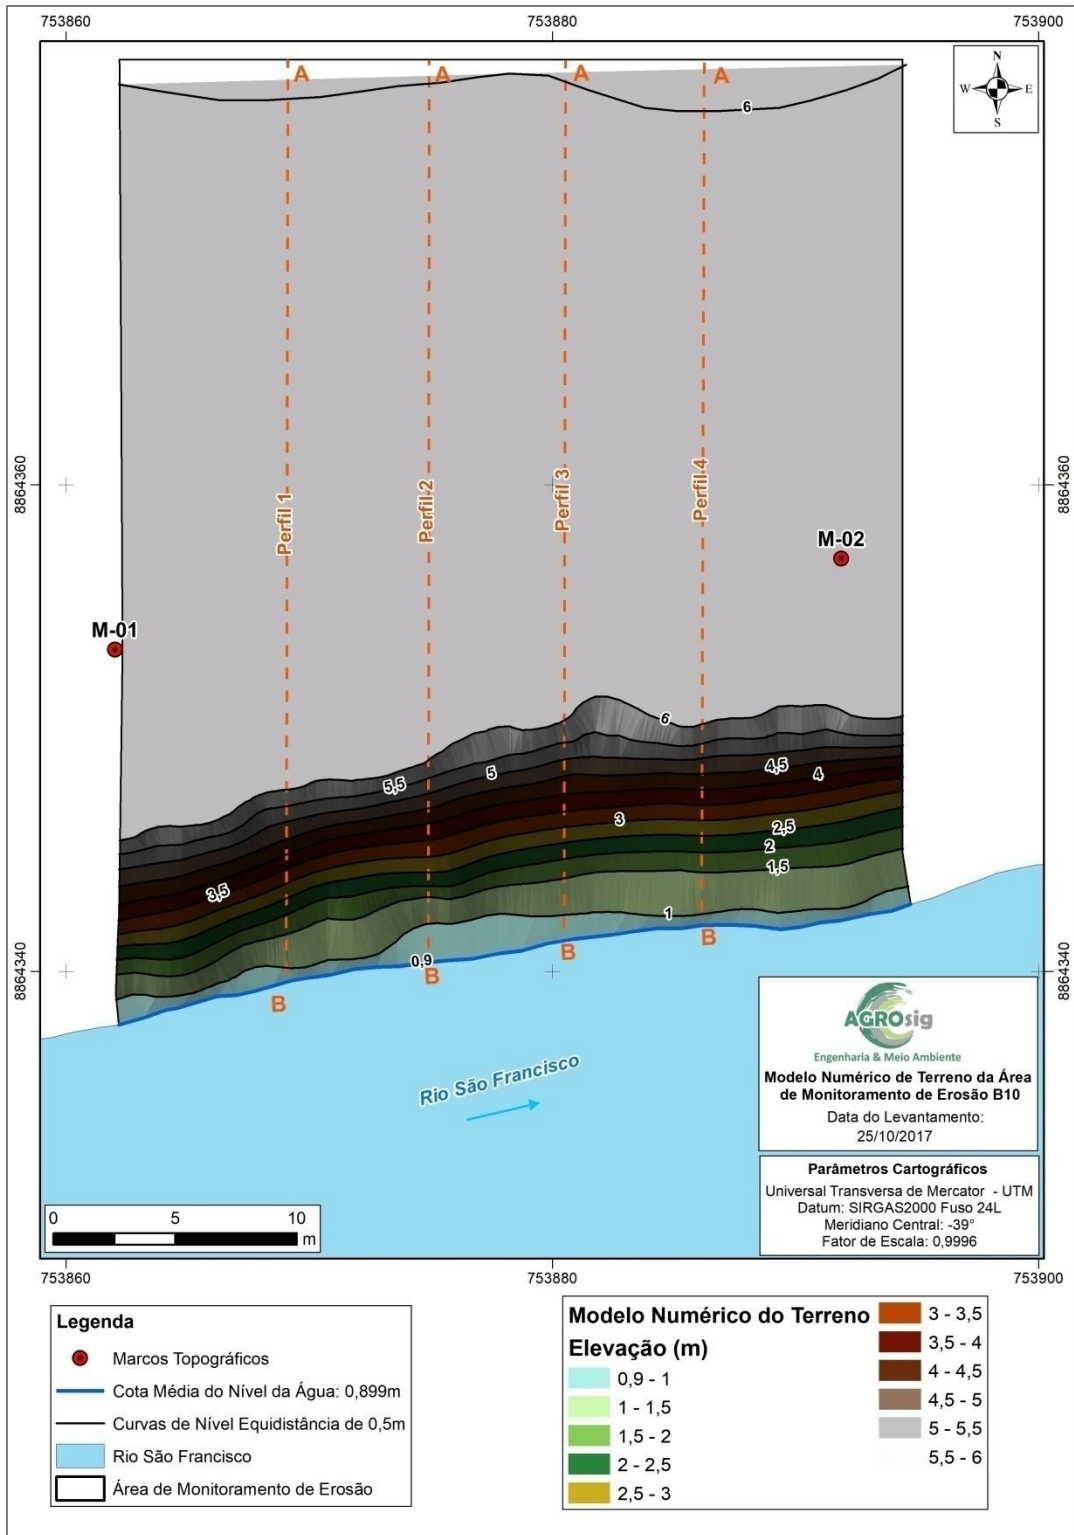 753860
753880
753900
A
A
A
A
N
W
E
S
6
8864360
8864360
Perfil 1
Perfil 2
Perfil 3
Perfil 4
M-02
M-01
6
5,5
5
4,5
4
3,5
3
2,5
2
1,5
1
0,9
B
B
B
B
8864340
8864340
Rio São Francisco
AGROsig
Engenharia & Meio Ambiente
Modelo Numérico de Terreno da Área
de Monitoramento de Erosão B10
Data do Levantamento:
25/10/2017
Parâmetros Cartográficos
Universal Transversa de Mercator - UTM
Datum: SIRGAS2000 Fuso 24L
Meridiano Central: -39°
Fator de Escala: 0,9996
0
5
10
m
753860
753880
753900
Legenda
Marcos Topográficos
Cota Média do Nível da Água: 0,899m
Curvas de Nível Equidistância de 0,5m
Rio São Francisco
Área de Monitoramento de Erosão
Modelo Numérico do Terreno
Elevação (m)
0,9 - 1
1 - 1,5
1,5 - 2
2 - 2,5
2,5 - 3
3 - 3,5
3,5 - 4
4 - 4,5
4,5 - 5
5 - 5,5
5,5 - 6